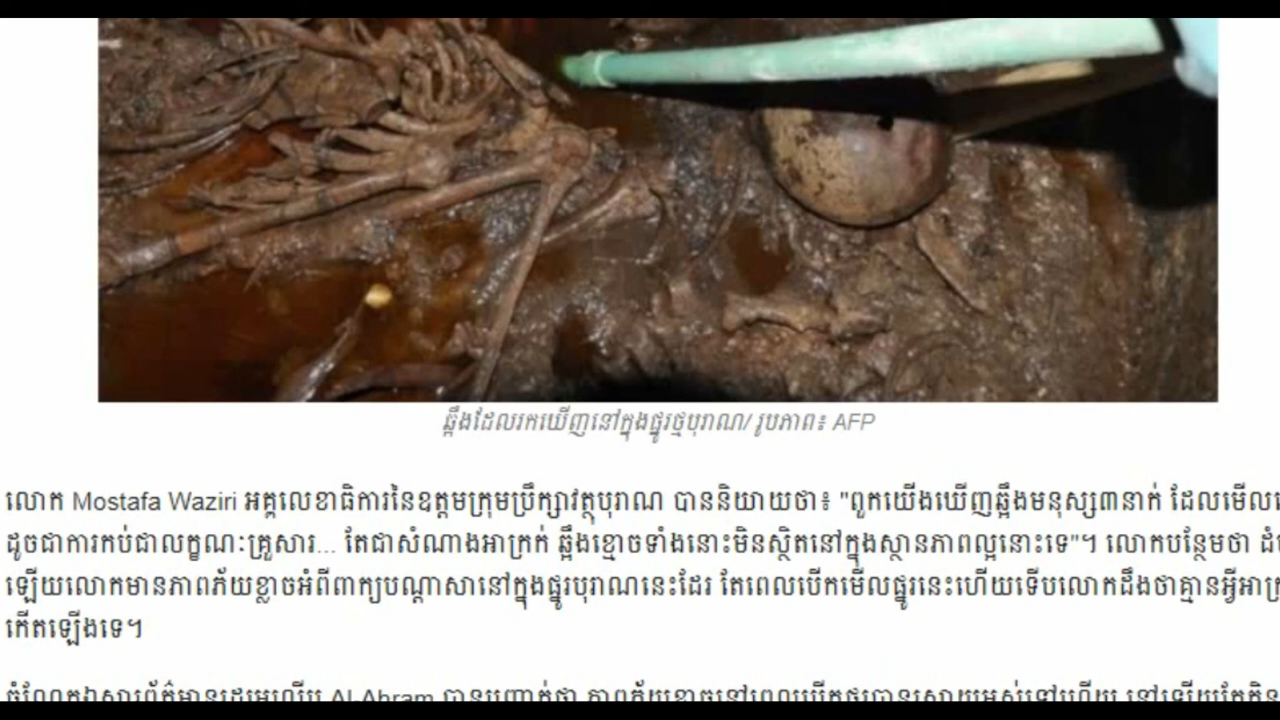 ឆ្អឹងដែលរកឃើញនៅក្នុងផ្នូរថ្មបុរាណ/ រូបភាព៖ AFP
លោក Mostafa Waziri អគ្គលេខាធិការនៃឧត្តមក្រុមប្រឹក្សាវត្ថុបុរាណ បាននិយាយថា៖ "ពួកយើងឃើញឆ្អឹងមនុស្ស៣នាក់ ដែលមើល
ដូចជាការកប់ជាលក្ខណៈគ្រួសារ... តែជាសំណាងអាក្រក់ ឆ្អឹងខ្មោចទាំងនោះមិនស្ថិតនៅក្នុងស្ថានភាពល្អនោះទេ"។ លោកបន្ថែមថា
ឡើយលោកមានភាពភ័យខ្លាចអំពីពាក្យបណ្ដាសានៅក្នុងផ្នូរបុរាណនេះដែរ តែពេលបើកមើលផ្នូរនេះហើយទើបលោកដឹងថាគ្មានអ្វី
កើតឡើងទេ។
Al-Ahram